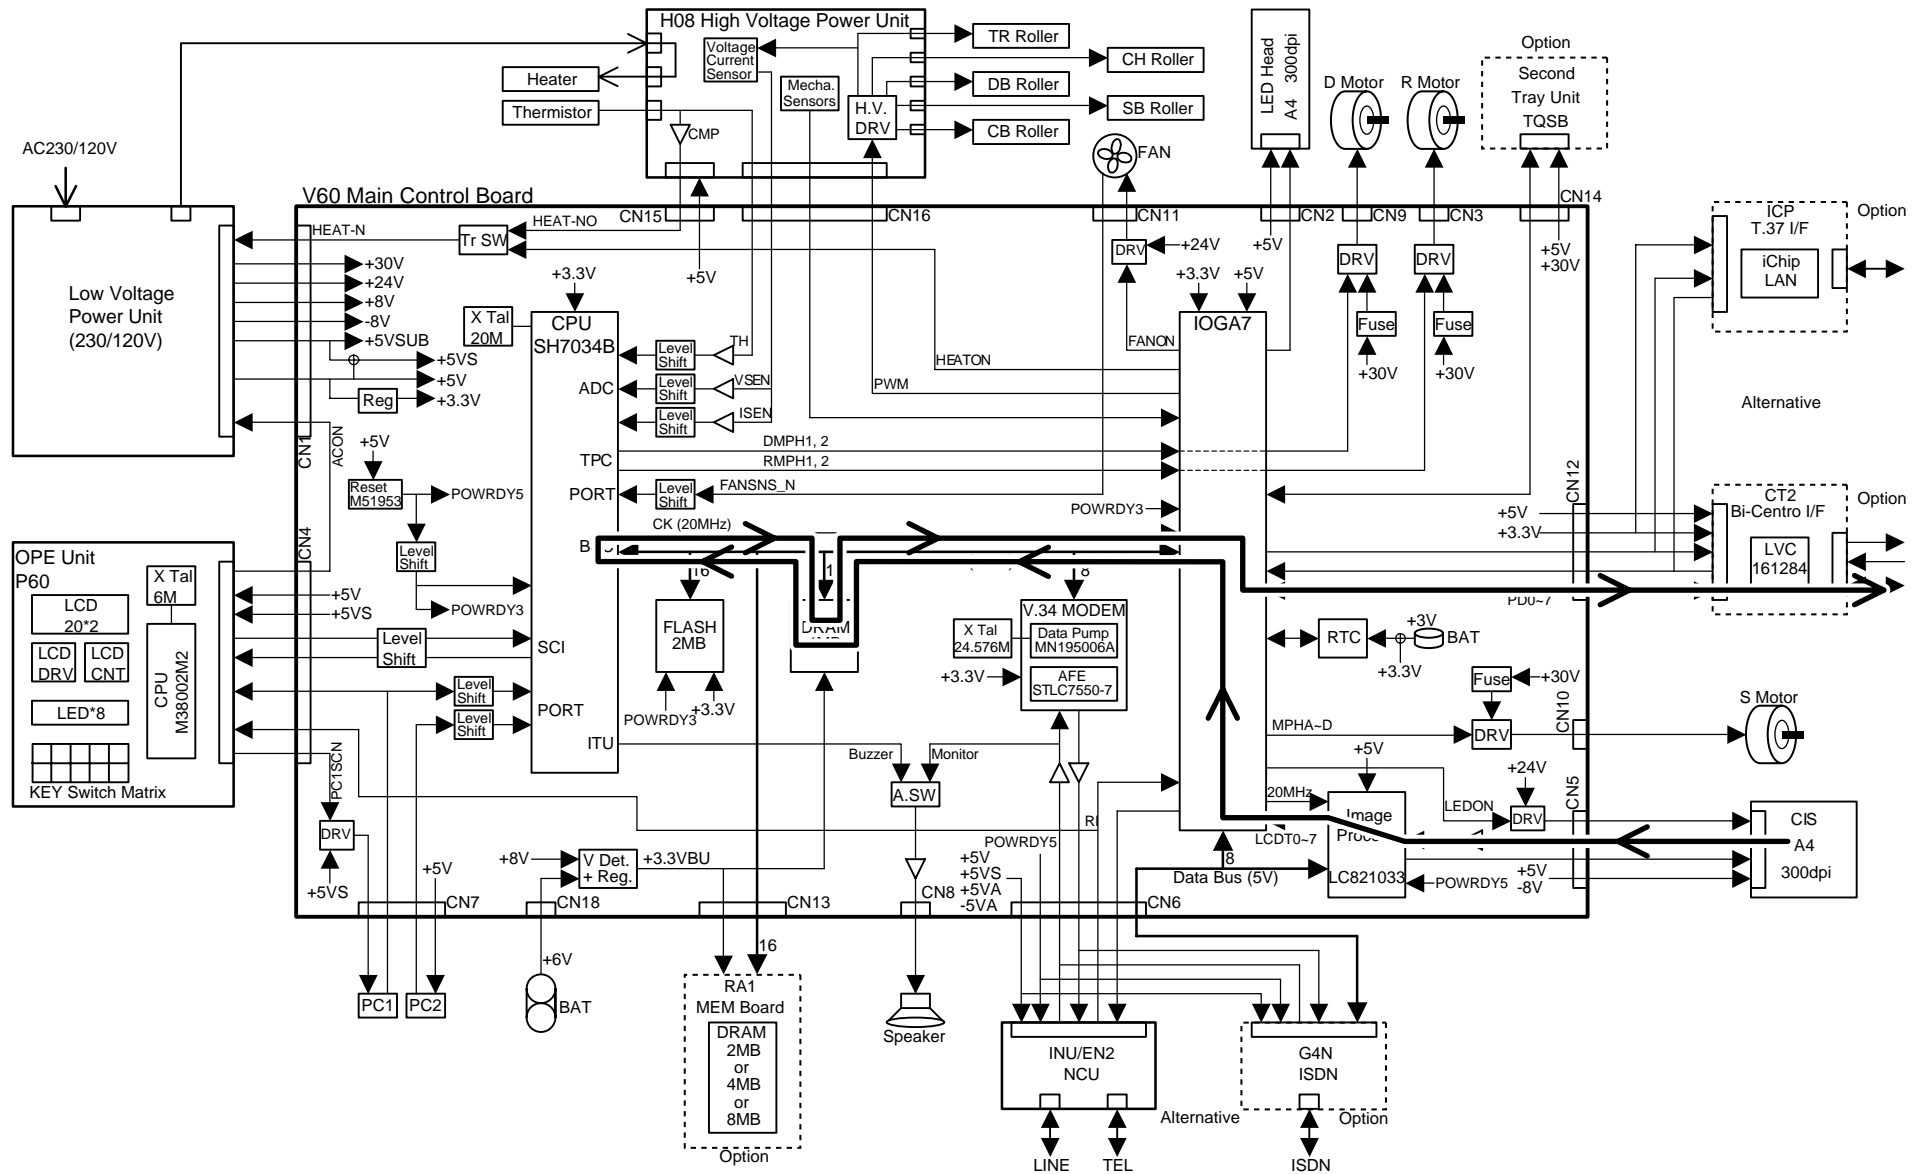 H08 High Voltage Power Unit
Voltage
Current
Sensor
Mecha.
Sensors
H.V.
DRV
TR Roller
CH Roller
DB Roller
SB Roller
CB Roller
Heater
Thermistor
CMP
LED Head
A4 300dpi
D Motor
R Motor
Option
Second
Tray Unit
TQSB
FAN
AC230/120V
V60 Main Control Board
CN15
CN16
CN11
CN2
CN9
CN3
CN14
Low Voltage
Power Unit
(230/120V)
HEAT-N
HEAT-NO
Tr SW
+30V
+24V
+8V
-8V
+5VSUB
+5VS
+5V
Reg
+3.3V
CN1
ACON
+3.3V
X Tal
20M
CPU
SH7034B
ADC
TPC
PORT
B
SCI
PORT
ITU
+5V
TH
Level
Shift
VSEN
Level
Shift
ISEN
Level
Shift
DMPH1, 2
RMPH1, 2
Level
Shift
FANSNS_N
HEATON
PWM
FANON
DRV
+24V
+3.3V
+5V
IOGA7
+5V
DRV
DRV
Fuse
Fuse
+30V
+30V
+5V
+30V
ICP
T.37 I/F
iChip
LAN
Option
Alternative
CN12
CT2
Bi-Centro I/F
LVC
161284
Option
+5V
+3.3V
PD0~7
+5V
Reset
M51953
POWRDY5
Level
Shift
POWRDY3
CK (20MHz)
POWRDY3
16
1
8
FLASH
2MB
POWRDY3
+3.3V
DRAM
V.34 MODEM
Data Pump
MN195006A
AFE
STLC7550-7
X Tal
24.576M
+3.3V
RTC
+3V
BAT
+3.3V
OPE Unit
P60
X Tal
6M
LCD
20*2
LCD
DRV
LCD
CNT
LED*8
CPU
M38002M2
KEY Switch Matrix
CN4
+5V
+5VS
Level
Shift
Level
Shift
Level
Shift
PC1SCN
DRV
+5VS
+5V
Buzzer
Monitor
A.SW
RI
MPHA~D
Fuse
+30V
DRV
CN10
S Motor
+5V
20MHz
Image
Proce
LC821033
LCDT0~7
8
Data Bus (5V)
LEDON
+24V
DRV
CN5
POWRDY5
+5V
-8V
CIS
A4
300dpi
+8V
V Det.
+ Reg.
+3.3VBU
POWRDY5
+5V
+5VS
+5VA
-5VA
CN7
CN18
CN13
CN8
CN6
PC1
PC2
+6V
BAT
16
RA1
MEM Board
DRAM
2MB
or
4MB
or
8MB
Option
Speaker
INU/EN2
NCU
Alternative
LINE
TEL
G4N
ISDN
Option
ISDN